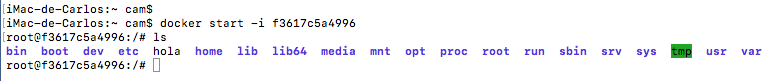 [iMac-de-Carlos:~ cam$
[iMac-de-Carlos:~ cam$ docker start -i f3617c5a4996
[root@f3617c5a4996:/# ls
bin boot dev etc hola home lib lib64 media mnt opt proc root run sbin srv sys tmp usr var
root@f3617c5a4996:/#